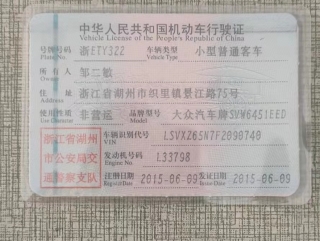 中华人民共和国机动车行驶证
Vehicle License of the People's Republic of China
号牌号码 浙ETY322 车辆类型 小型普通客车
Plate No. Vehicle Type
所有人 邹二敏
Owner
住址 浙江省湖州市织里镇景江路75号
Address
使用性质 非营运 品牌型号 大众汽车牌SVW6451EED
Use Character Model
浙江省湖州
市公安局交
通警察支队
车辆识别代号 LSVXZ65N7F2090748
VIN
发动机号码 L33798
Engine No.
注册日期 2015-06-09 发证日期 2015-06-09
Register Date Issue Date